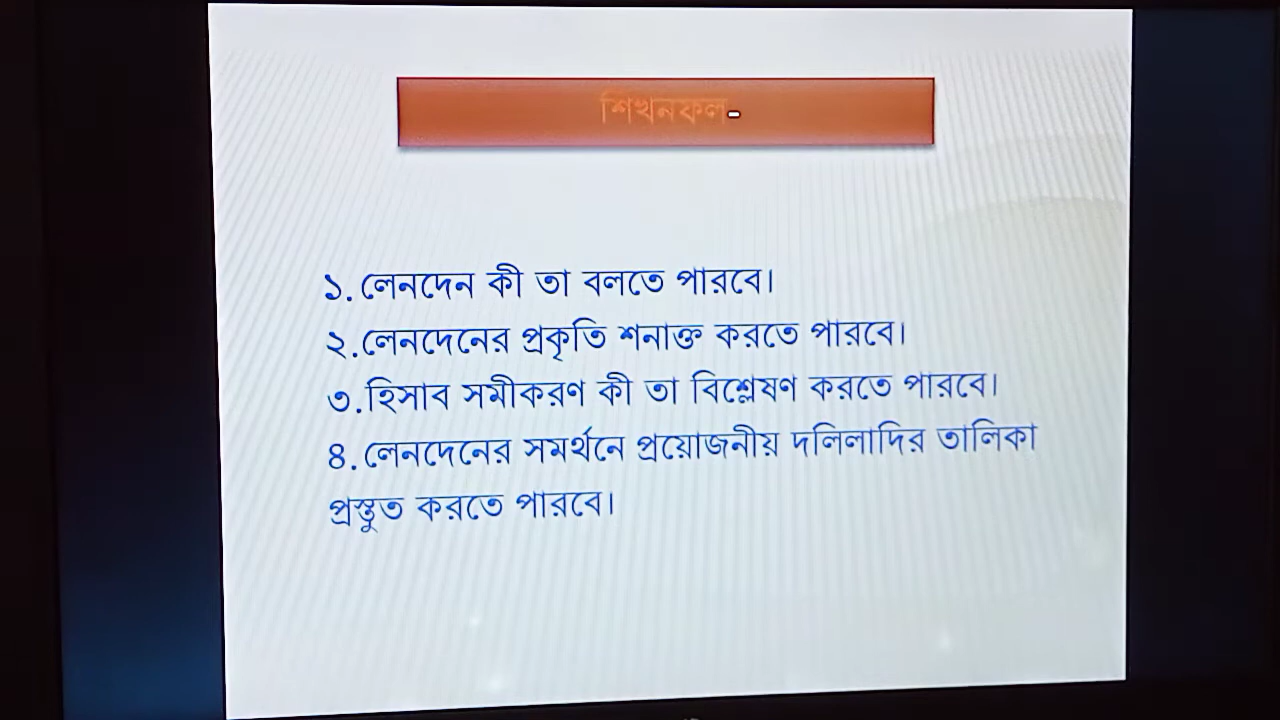 শিখনফল-
১. লেনদেন কী তা বলতে পারবে।
২.লেনদেনের প্রকৃতি শনাক্ত করতে পারবে।
৩.হিসাব সমীকরণ কী তা বিশ্লেষণ করতে পারবে।
৪.লেনদেনের সমর্থনে প্রয়োজনীয় দলিলাদির তালিকা
প্রস্তুত করতে পারবে।